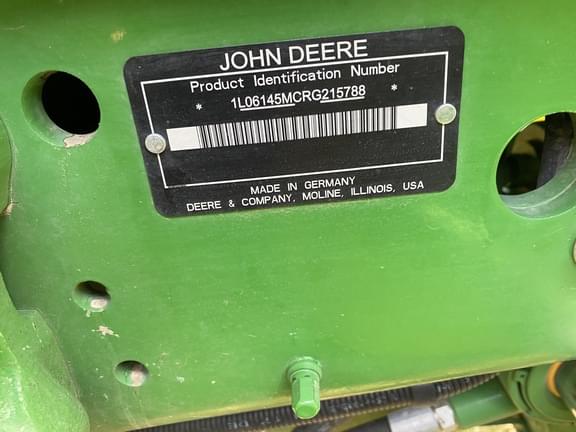 JOHN DEERE
Product Identification Number
* 1L06145MCRG215788 *
MADE IN GERMANY
DEERE & COMPANY, MOLINE, ILLINOIS, USA